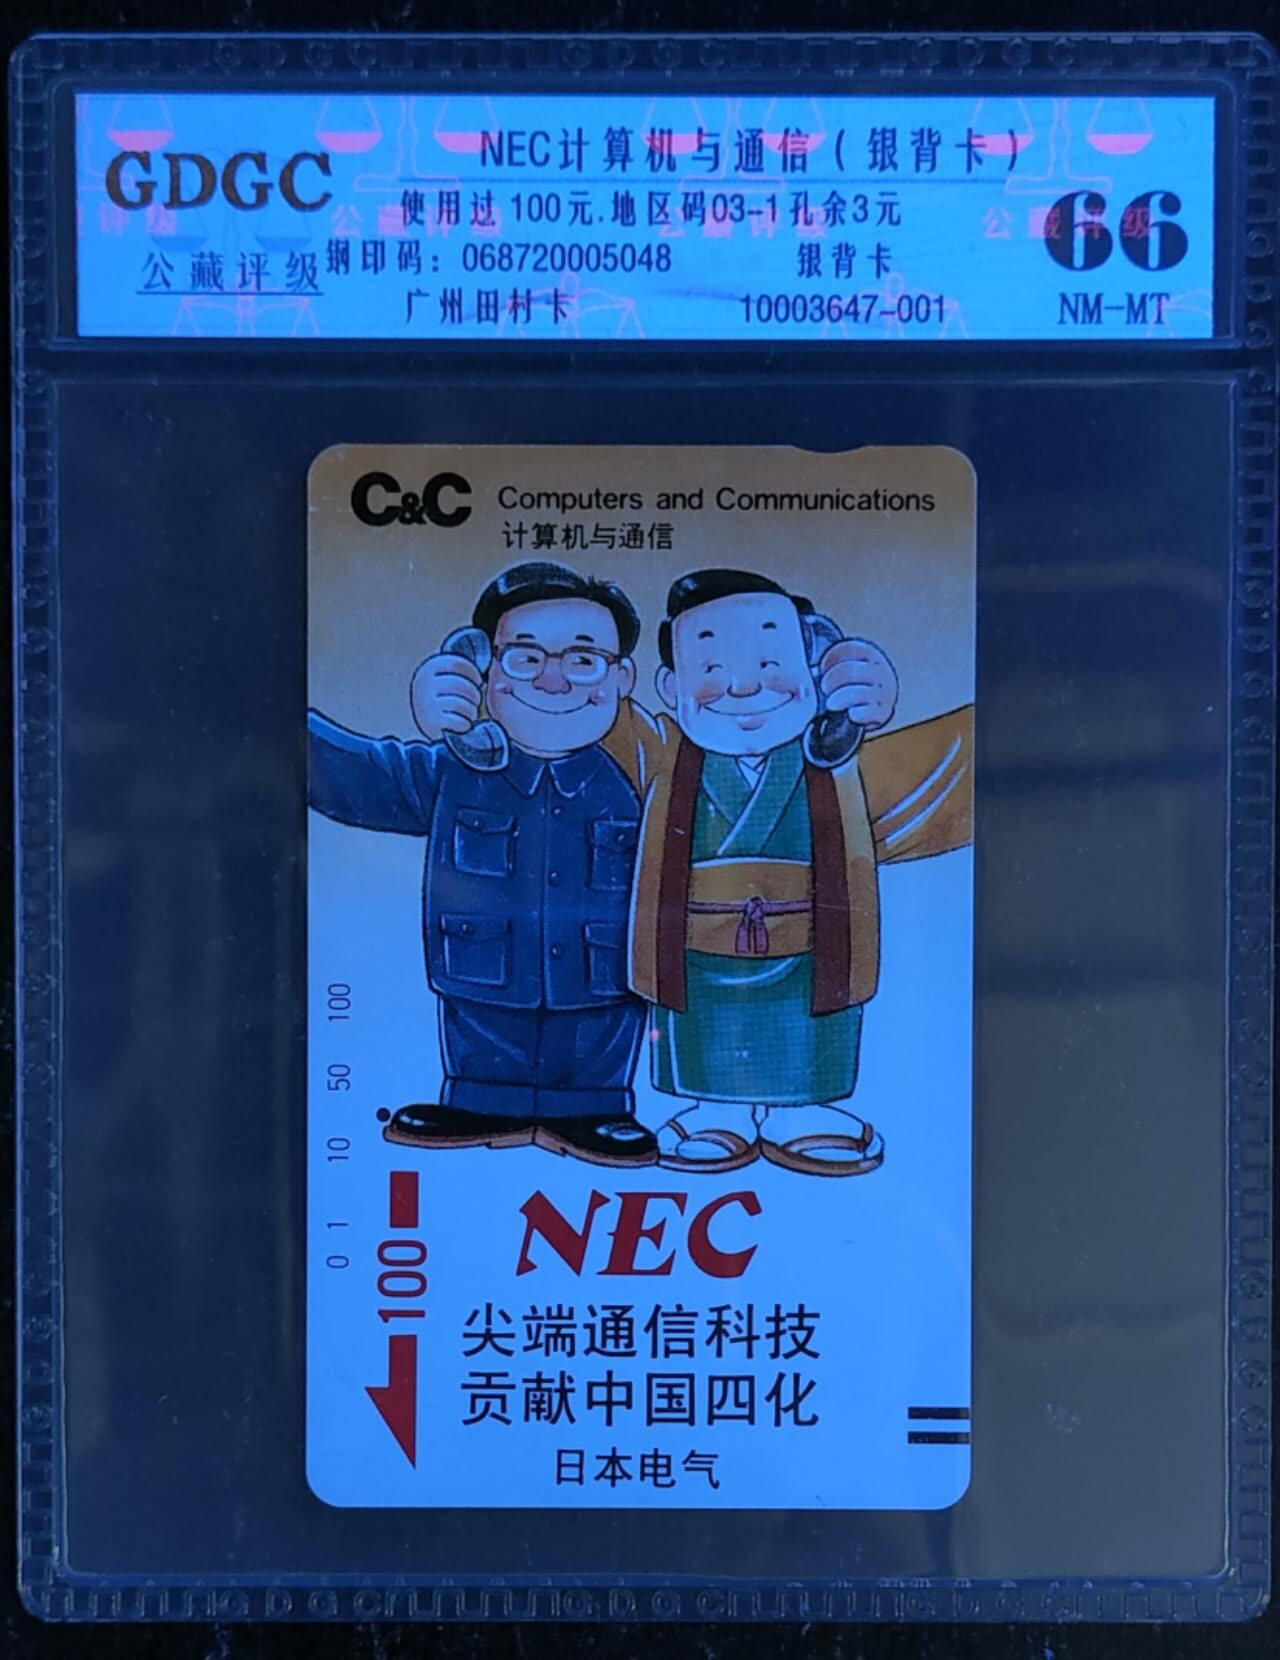 GDGC
公藏评级
NEC计算机与通信（银背卡）
使用过100元.地区码03-1孔余3元
钢印码：068720005048 银背卡
广州田村卡 10003647-001
66
NM-MT
C&C Computers and Communications
计算机与通信
100
50
10
1
0
100
NEC
尖端通信科技
贡献中国四化
日本电气